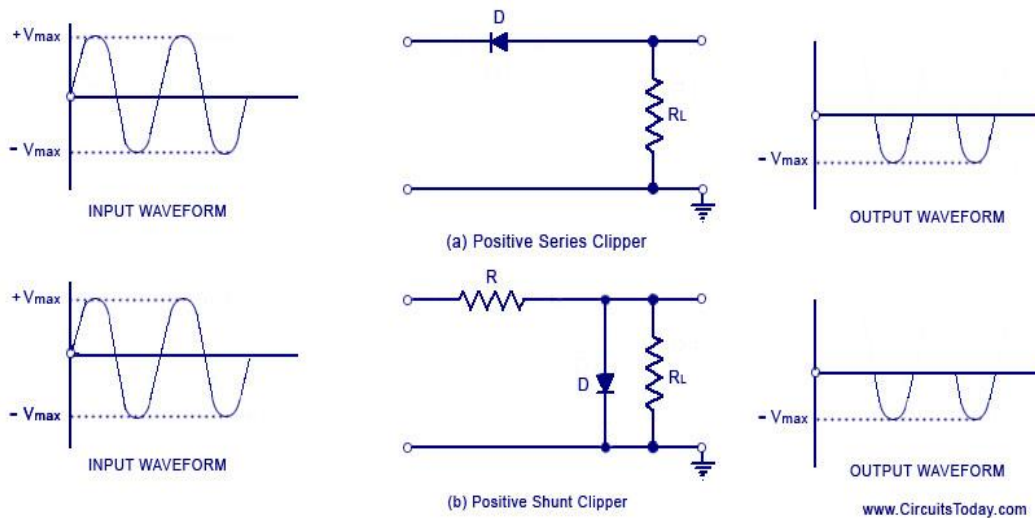 +Vmax
- Vmax
INPUT WAVEFORM
D
RL
(a) Positive Series Clipper
- Vmax
OUTPUT WAVEFORM
+Vmax
- Vmax
INPUT WAVEFORM
R
D
RL
(b) Positive Shunt Clipper
- Vmax
OUTPUT WAVEFORM
www.CircuitsToday.com